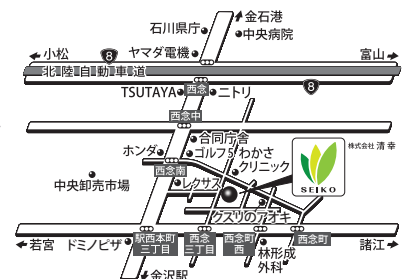 金石港
石川県庁
中央病院
小松
8
ヤマダ電機
富山
北陸自動車道
8
TSUTAYA
西念
ニトリ
西念中
合同庁舎
ホンダ
ゴルフ5
わかさ
クリニック
株式会社 清幸
SEIKO
西念南
中央卸売市場
レクサス
クスリのアオキ
若宮
ドミノピザ
駅西本町
三丁目
西念
三丁目
西念町
西
西念町
諸江
林形成
外科
金沢駅